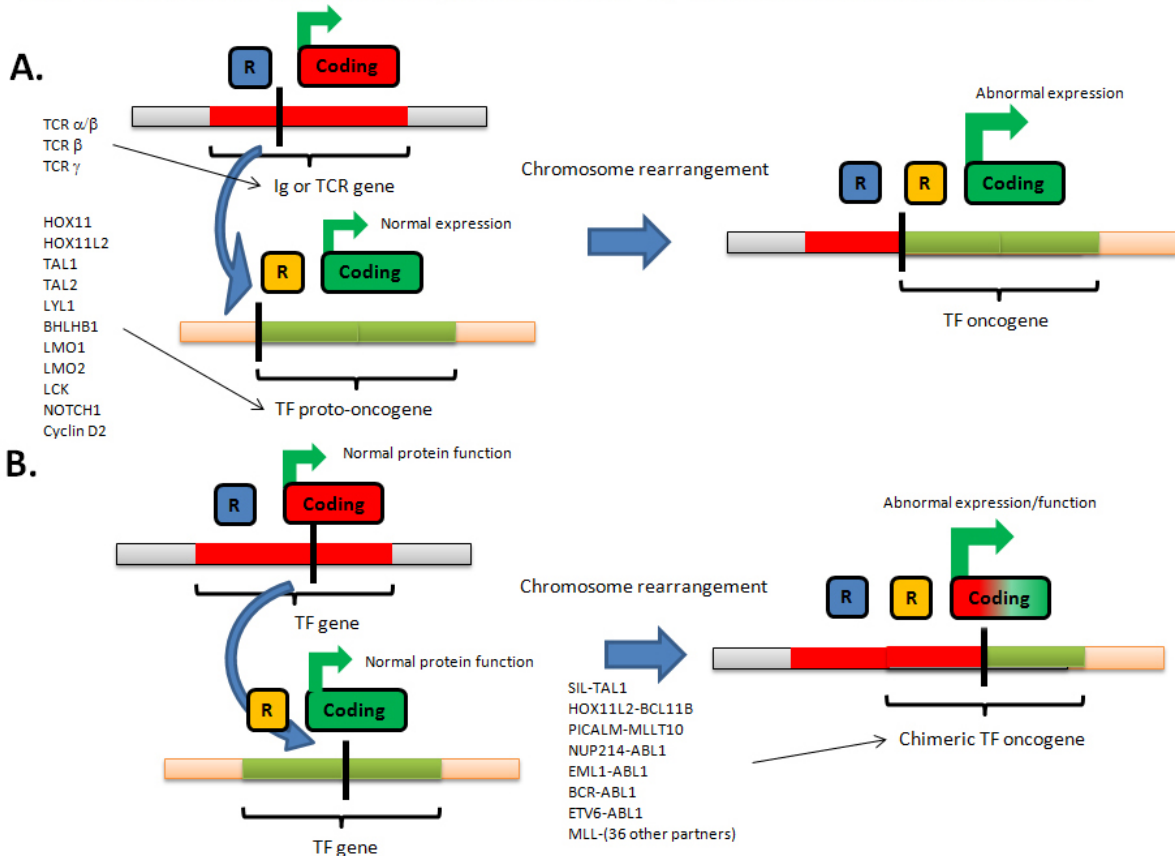 A.
R
Coding
TCR α/β
TCR β
TCR γ
Ig or TCR gene
HOX11
HOX11L2
TAL1
TAL2
LYL1
BHLHB1
LMO1
LMO2
LCK
NOTCH1
Cyclin D2
Normal expression
R
Coding
TF proto-oncogene
Chromosome rearrangement
Abnormal expression
R
R
Coding
TF oncogene
B.
Normal protein function
R
Coding
TF gene
Normal protein function
R
Coding
TF gene
Chromosome rearrangement
SIL-TAL1
HOX11L2-BCL11B
PICALM-MLLT10
NUP214-ABL1
EML1-ABL1
BCR-ABL1
ETV6-ABL1
MLL-(36 other partners)
Abnormal expression/function
R
R
Coding
Chimeric TF oncogene